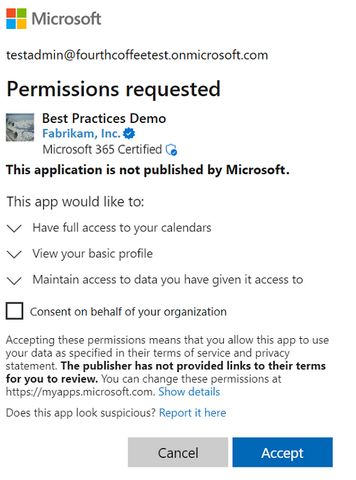 Microsoft
testadmin@fourthcoffeetest.onmicrosoft.com
Permissions requested
Best Practices Demo
Fabrikam, Inc.
Microsoft 365 Certified
This application is not published by Microsoft.
This app would like to:
Have full access to your calendars
View your basic profile
Maintain access to data you have given it access to
Consent on behalf of your organization
Accepting these permissions means that you allow this app to use
your data as specified in their terms of service and privacy
statement. The publisher has not provided links to their terms
for you to review. You can change these permissions at
https://myapps.microsoft.com. Show details
Does this app look suspicious? Report it here
Cancel
Accept